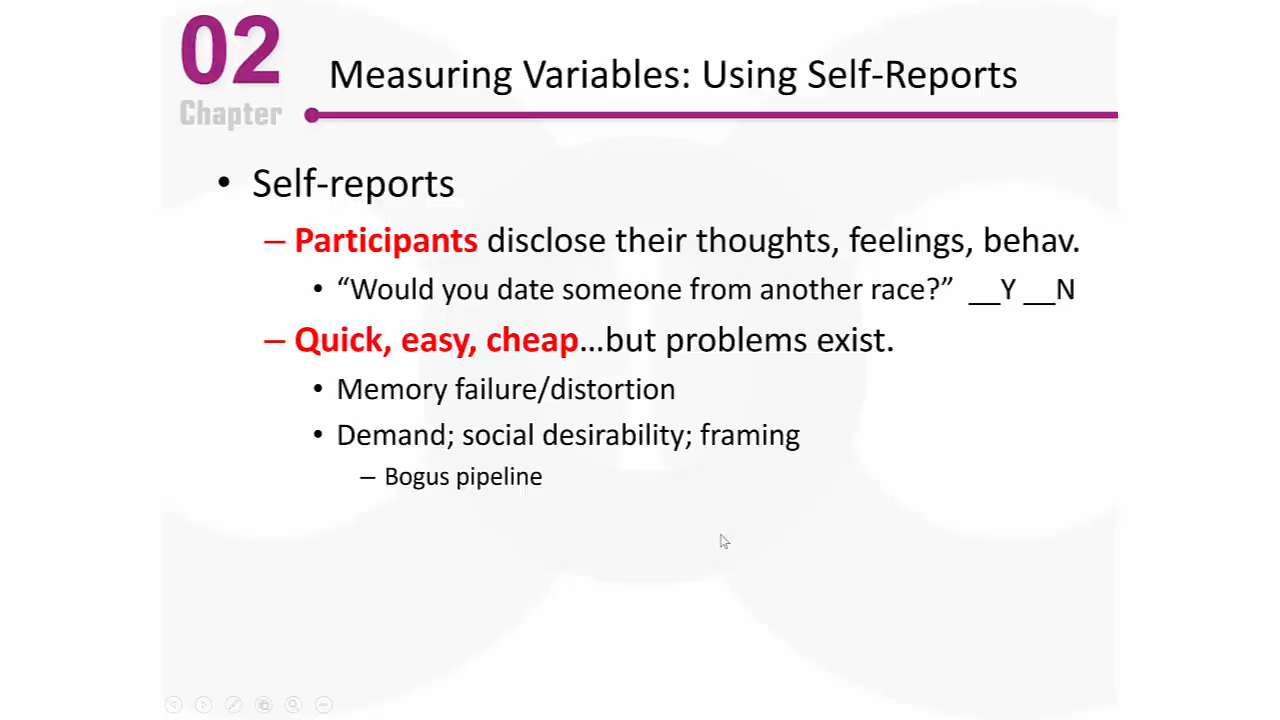 02
Chapter
Measuring Variables: Using Self-Reports
• Self-reports
– Participants disclose their thoughts, feelings, behav.
• “Would you date someone from another race?” __Y __N
– Quick, easy, cheap…but problems exist.
• Memory failure/distortion
• Demand; social desirability; framing
– Bogus pipeline